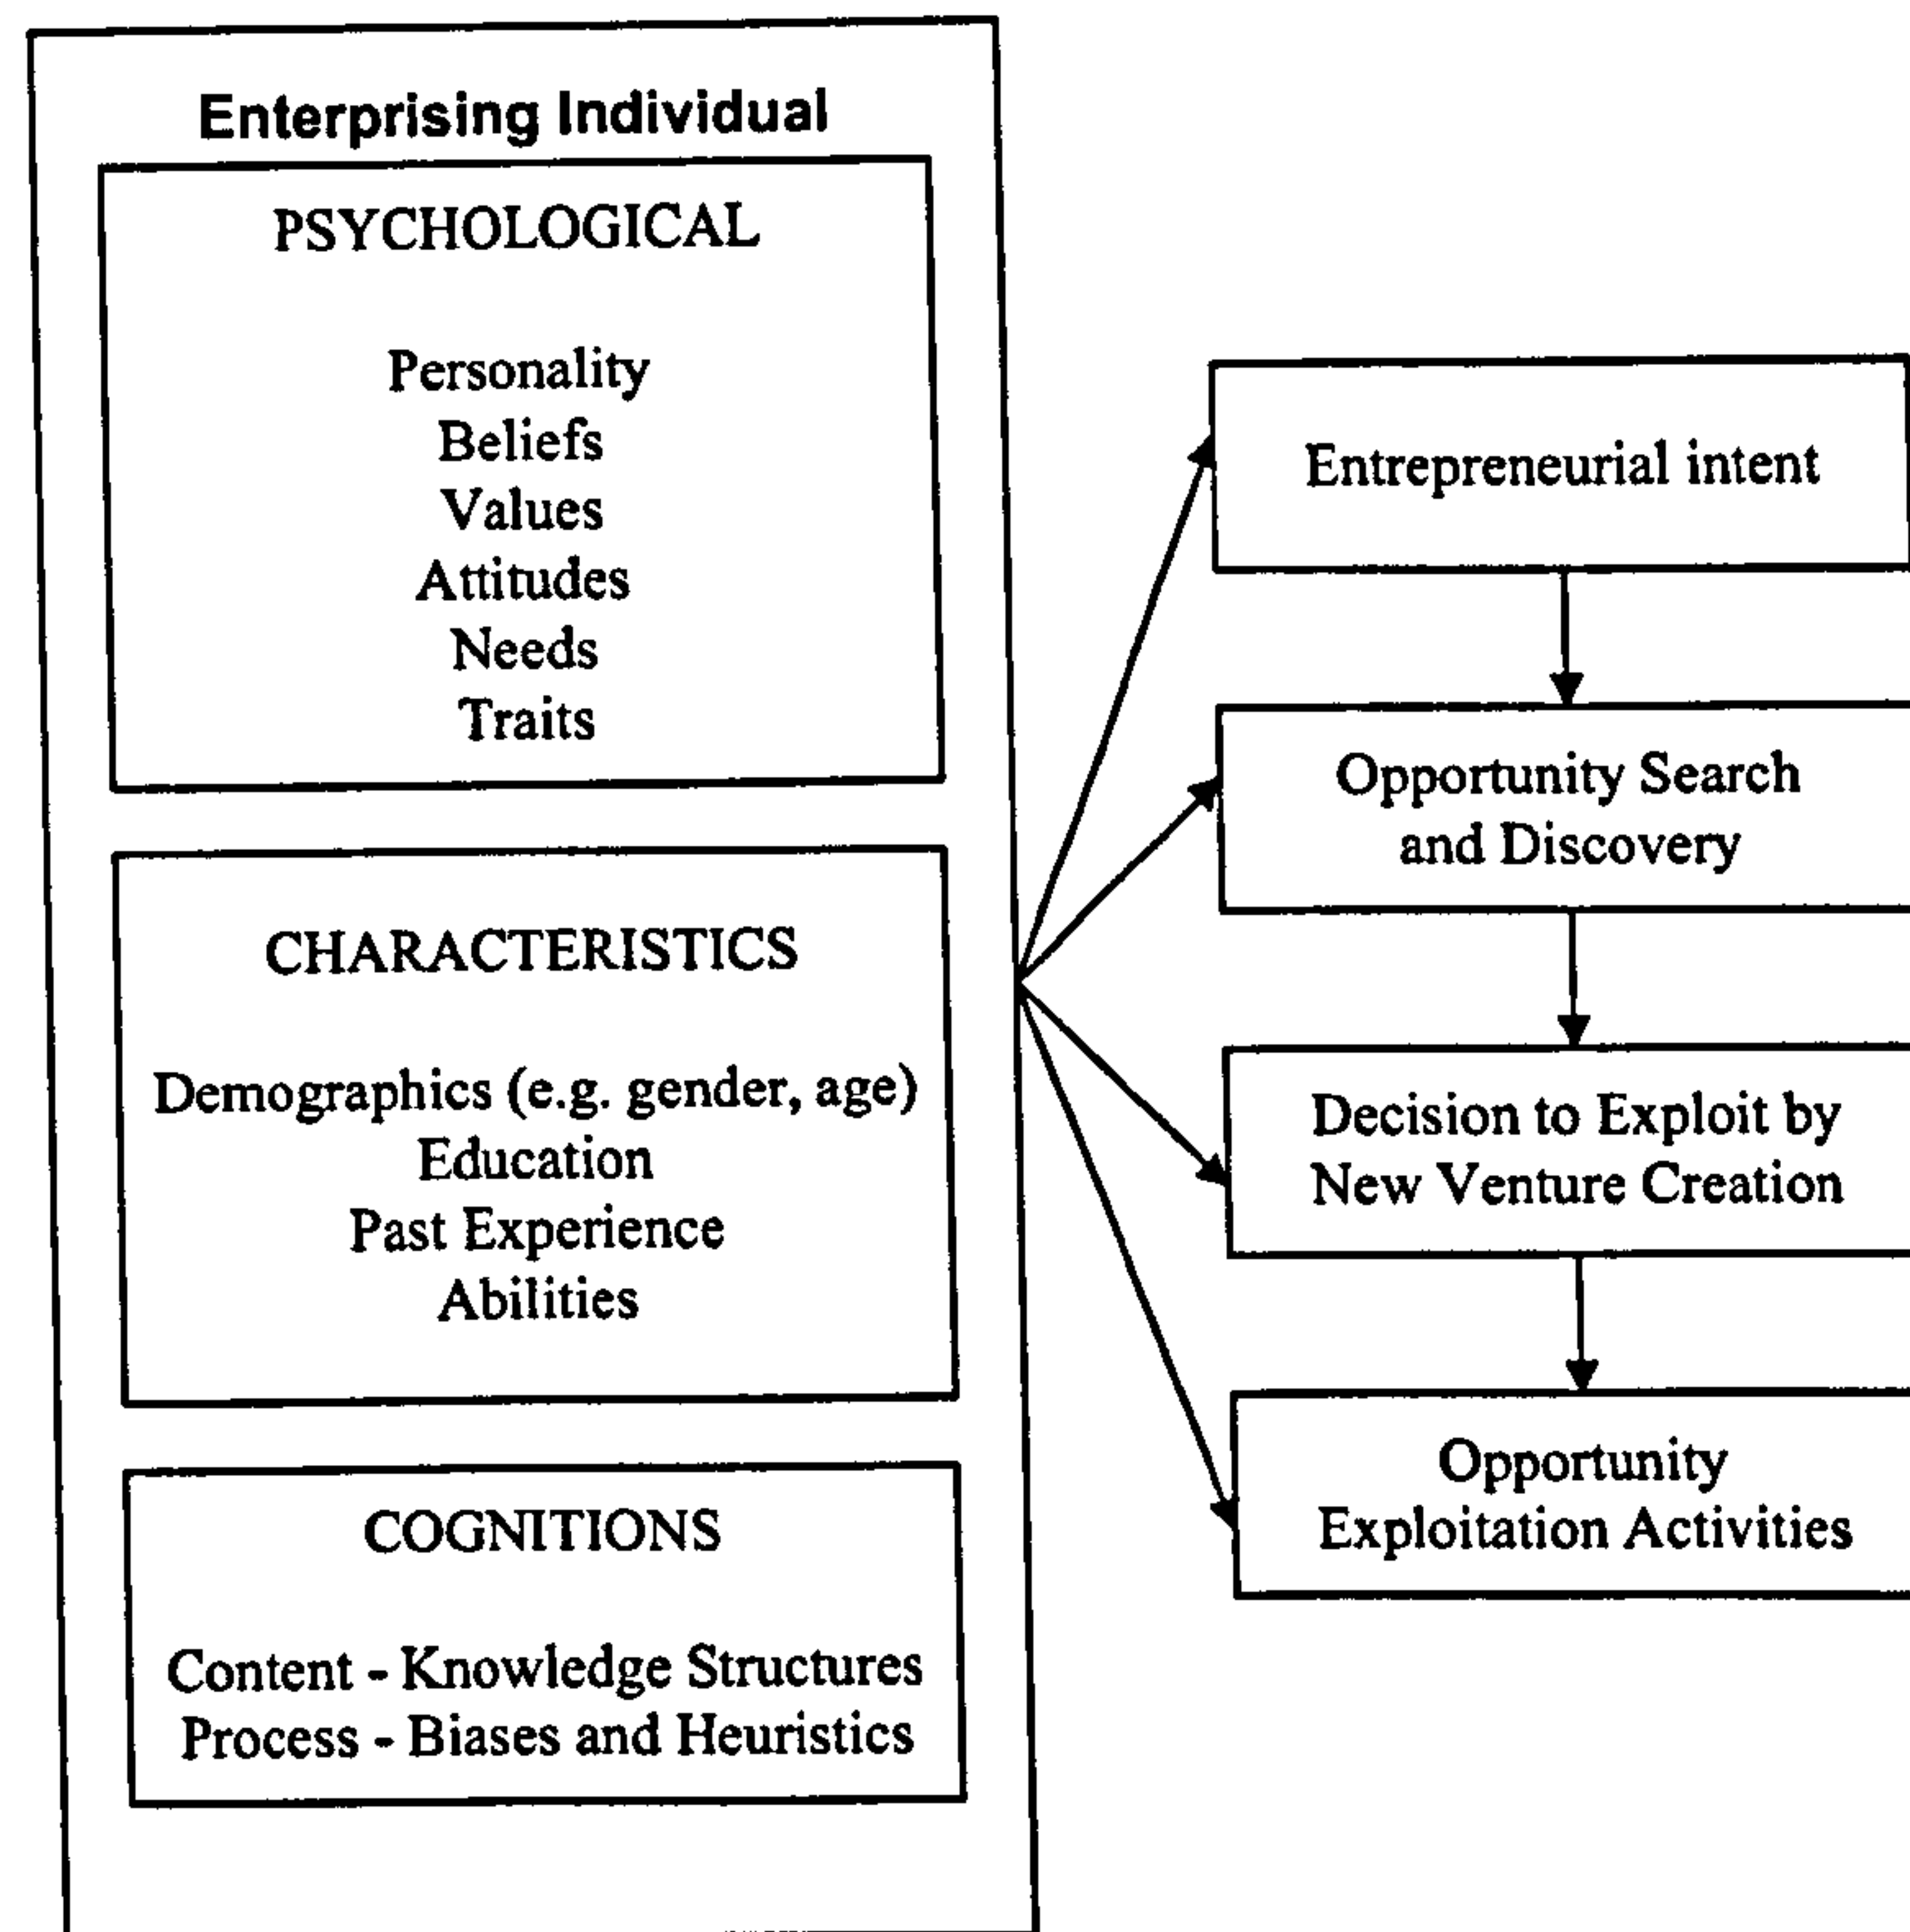 Enterprising Individual
PSYCHOLOGICAL
Personality
Beliefs
Values
Attitudes
Needs
Traits
CHARACTERISTICS
Demographics (e.g. gender, age)
Education
Past Experience
Abilities
COGNITIONS
Content - Knowledge Structures
Process - Biases and Heuristics
Entrepreneurial intent
Opportunity Search
and Discovery
Decision to Exploit by
New Venture Creation
Opportunity
Exploitation Activities